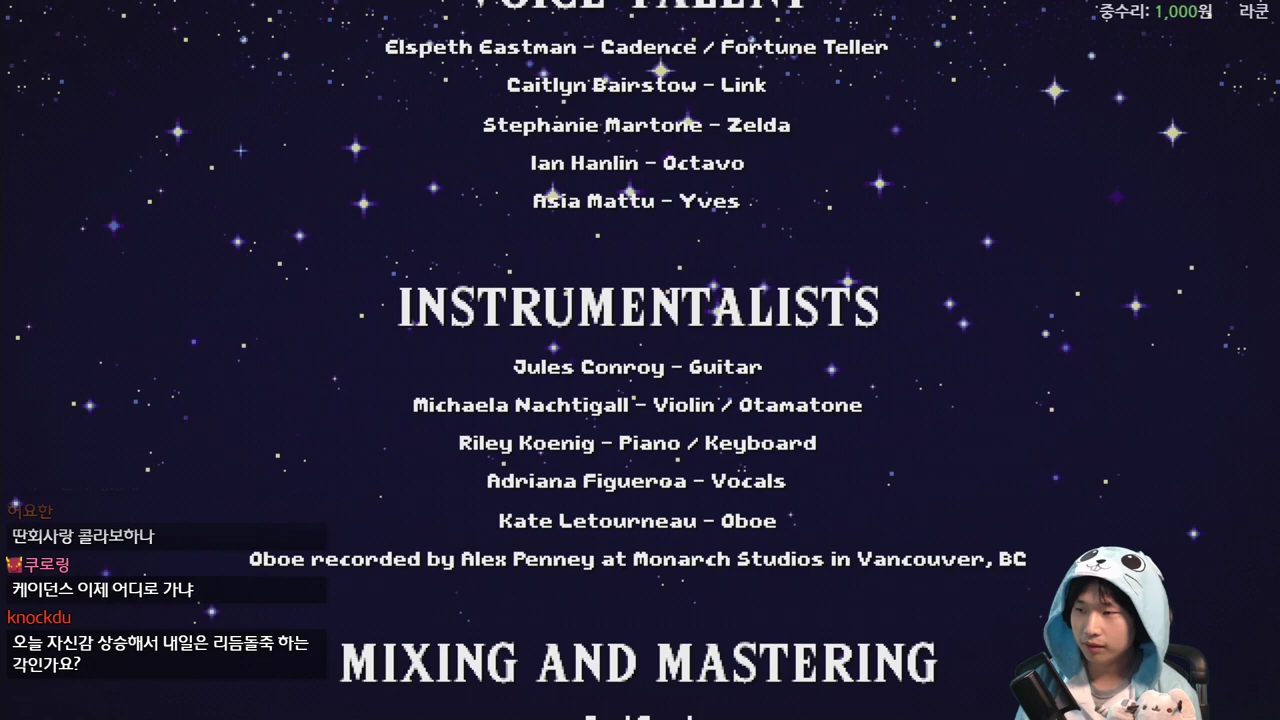 VOICE TALENT
중수리: 1,000원 라쿤
Elspeth Eastman - Cadence / Fortune Teller
Caitlyn Bairstow - Link
Stephanie Martone - Zelda
Ian Hanlin - Octavo
Asia Mattu - Yves
INSTRUMENTALISTS
Jules Conroy - Guitar
Michaela Nachtigall - Violin / Otamatone
Riley Koenig - Piano / Keyboard
Adriana Figueroa - Vocals
Kate Letourneau - Oboe
Oboe recorded by Alex Penney at Monarch Studios in Vancouver, BC
MIXING AND MASTERING
어요한
딴회사랑 콜라보하나
쿠로링
케이던스 이제 어디로 가냐
knockdu
오늘 자신감 상승해서 내일은 리듬돌죽 하는
각인가요?